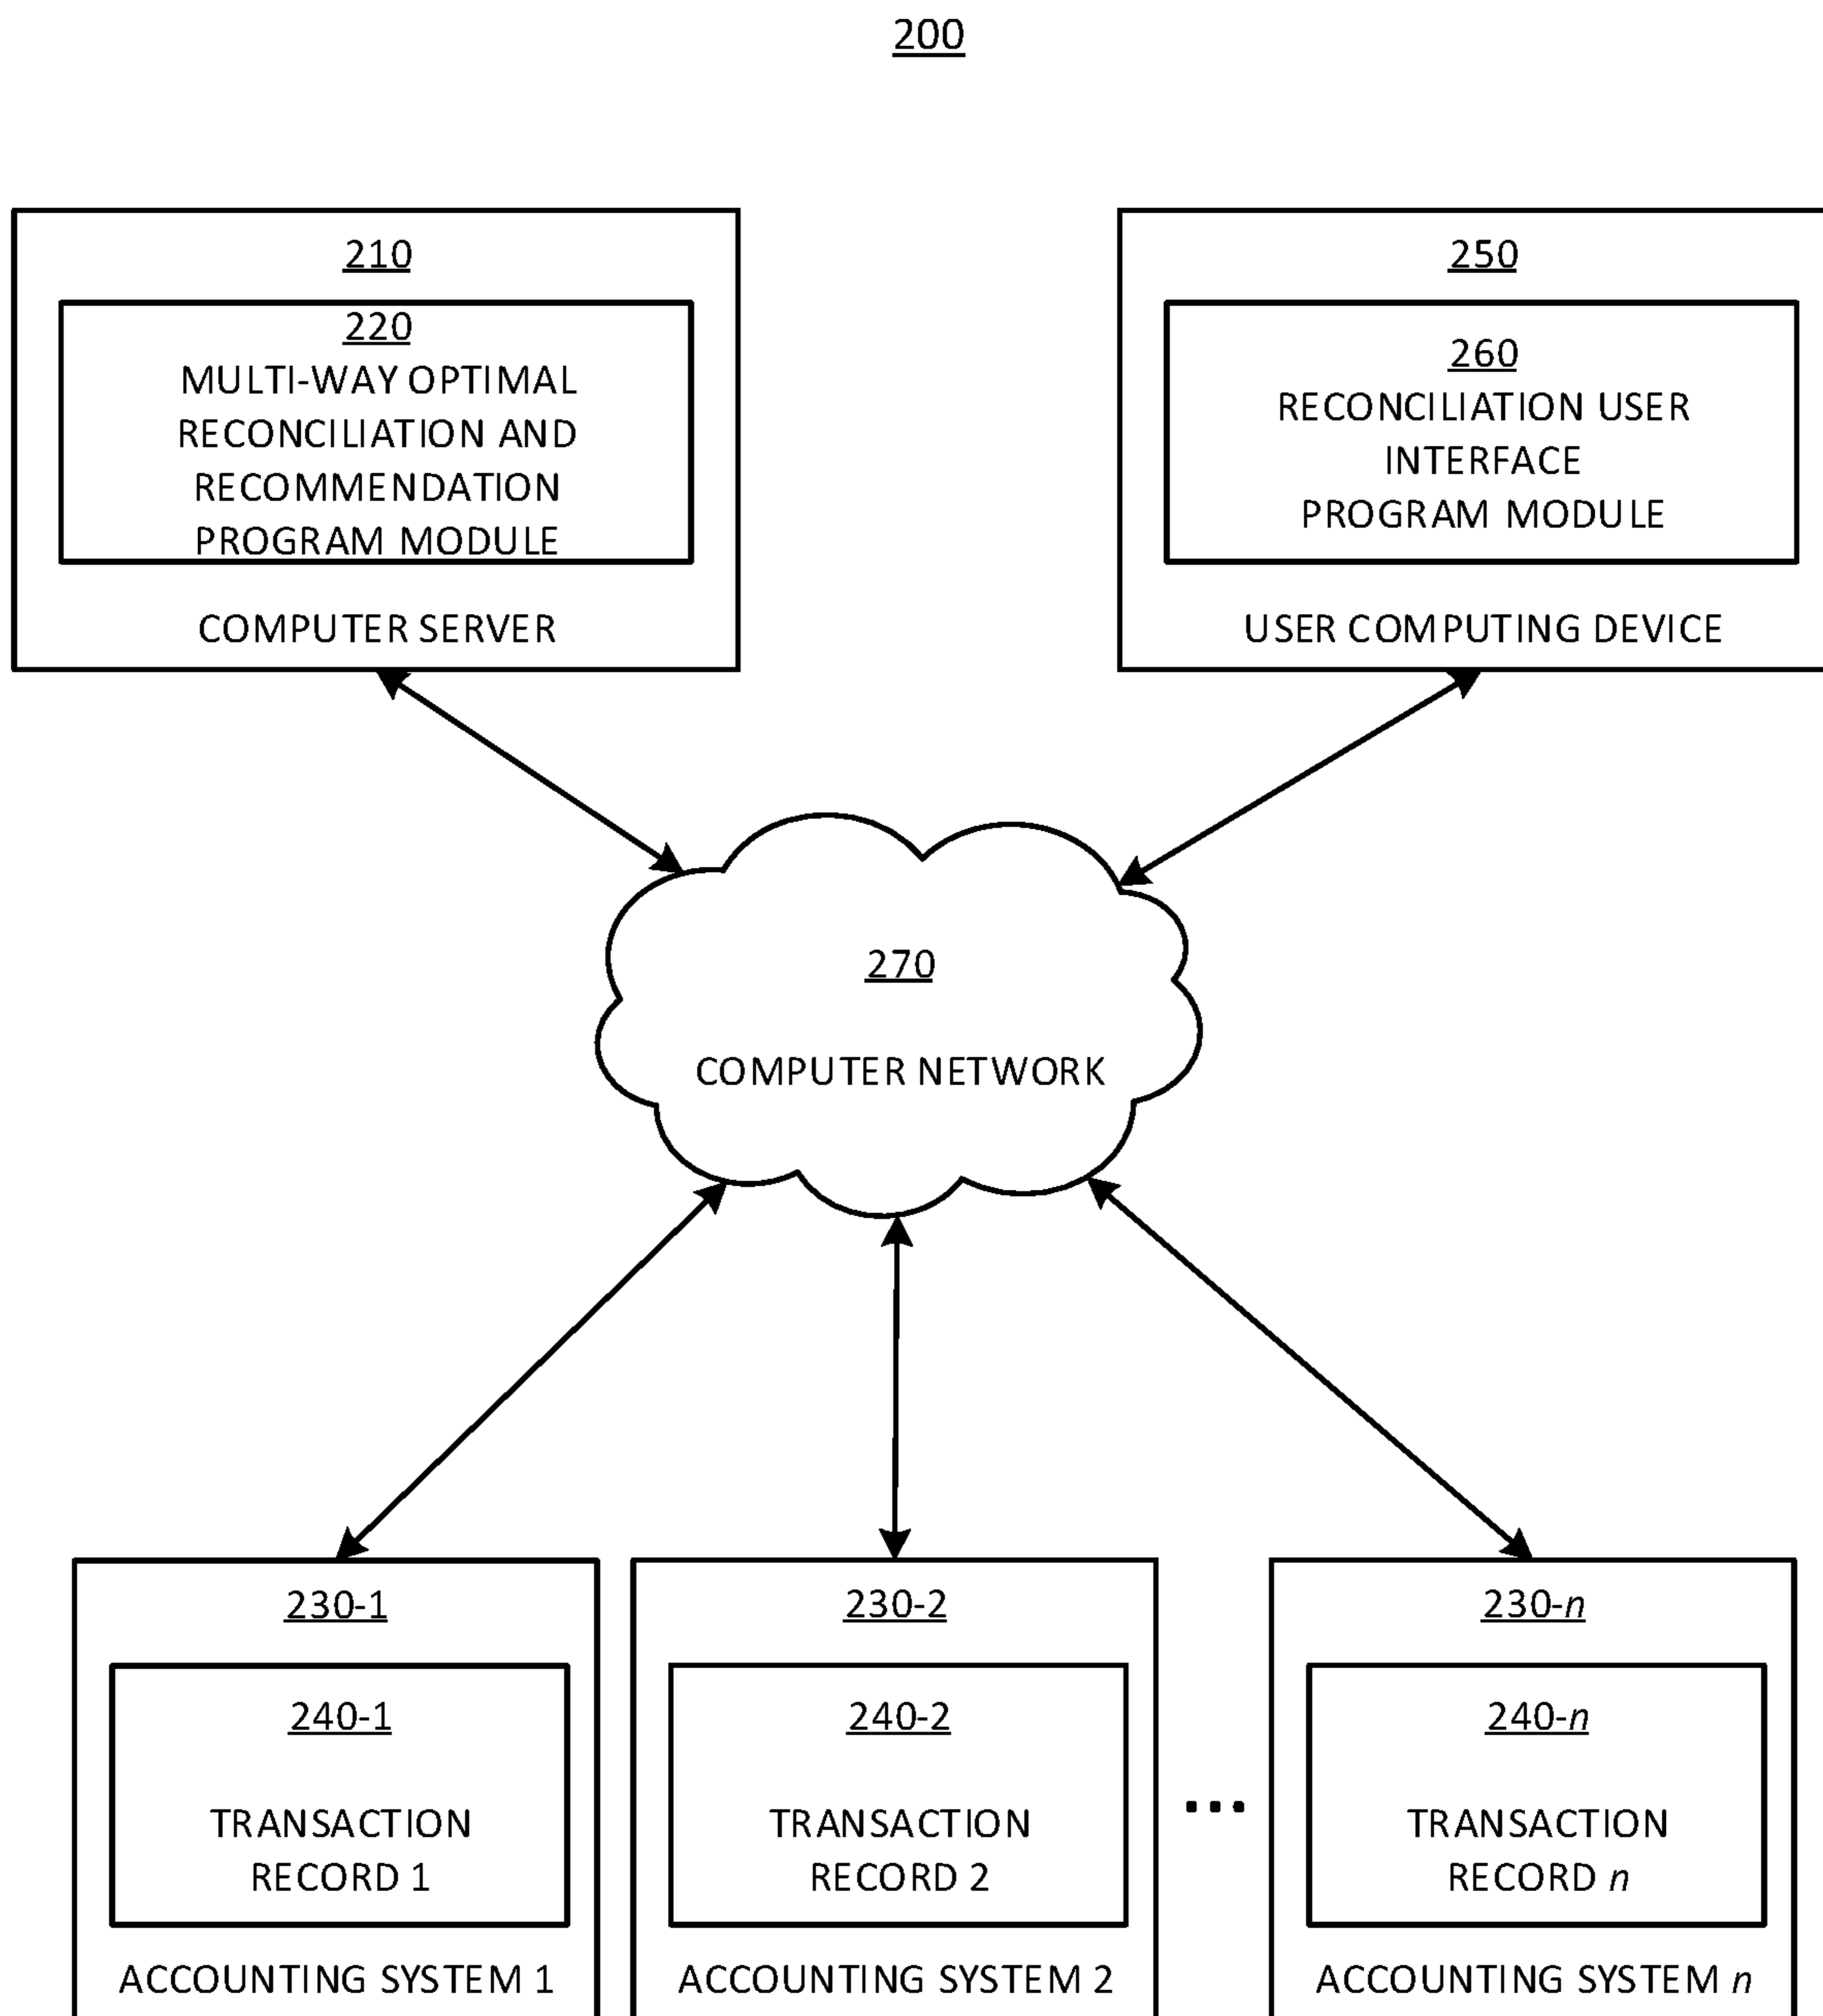 200
210
220
MULTI-WAY OPTIMAL
RECONCILIATION AND
RECOMMENDATION
PROGRAM MODULE
COMPUTER SERVER
250
260
RECONCILIATION USER
INTERFACE
PROGRAM MODULE
USER COMPUTING DEVICE
270
COMPUTER NETWORK
230-1
240-1
TRANSACTION
RECORD 1
ACCOUNTING SYSTEM 1
230-2
240-2
TRANSACTION
RECORD 2
ACCOUNTING SYSTEM 2
...
230-n
240-n
TRANSACTION
RECORD n
ACCOUNTING SYSTEM n